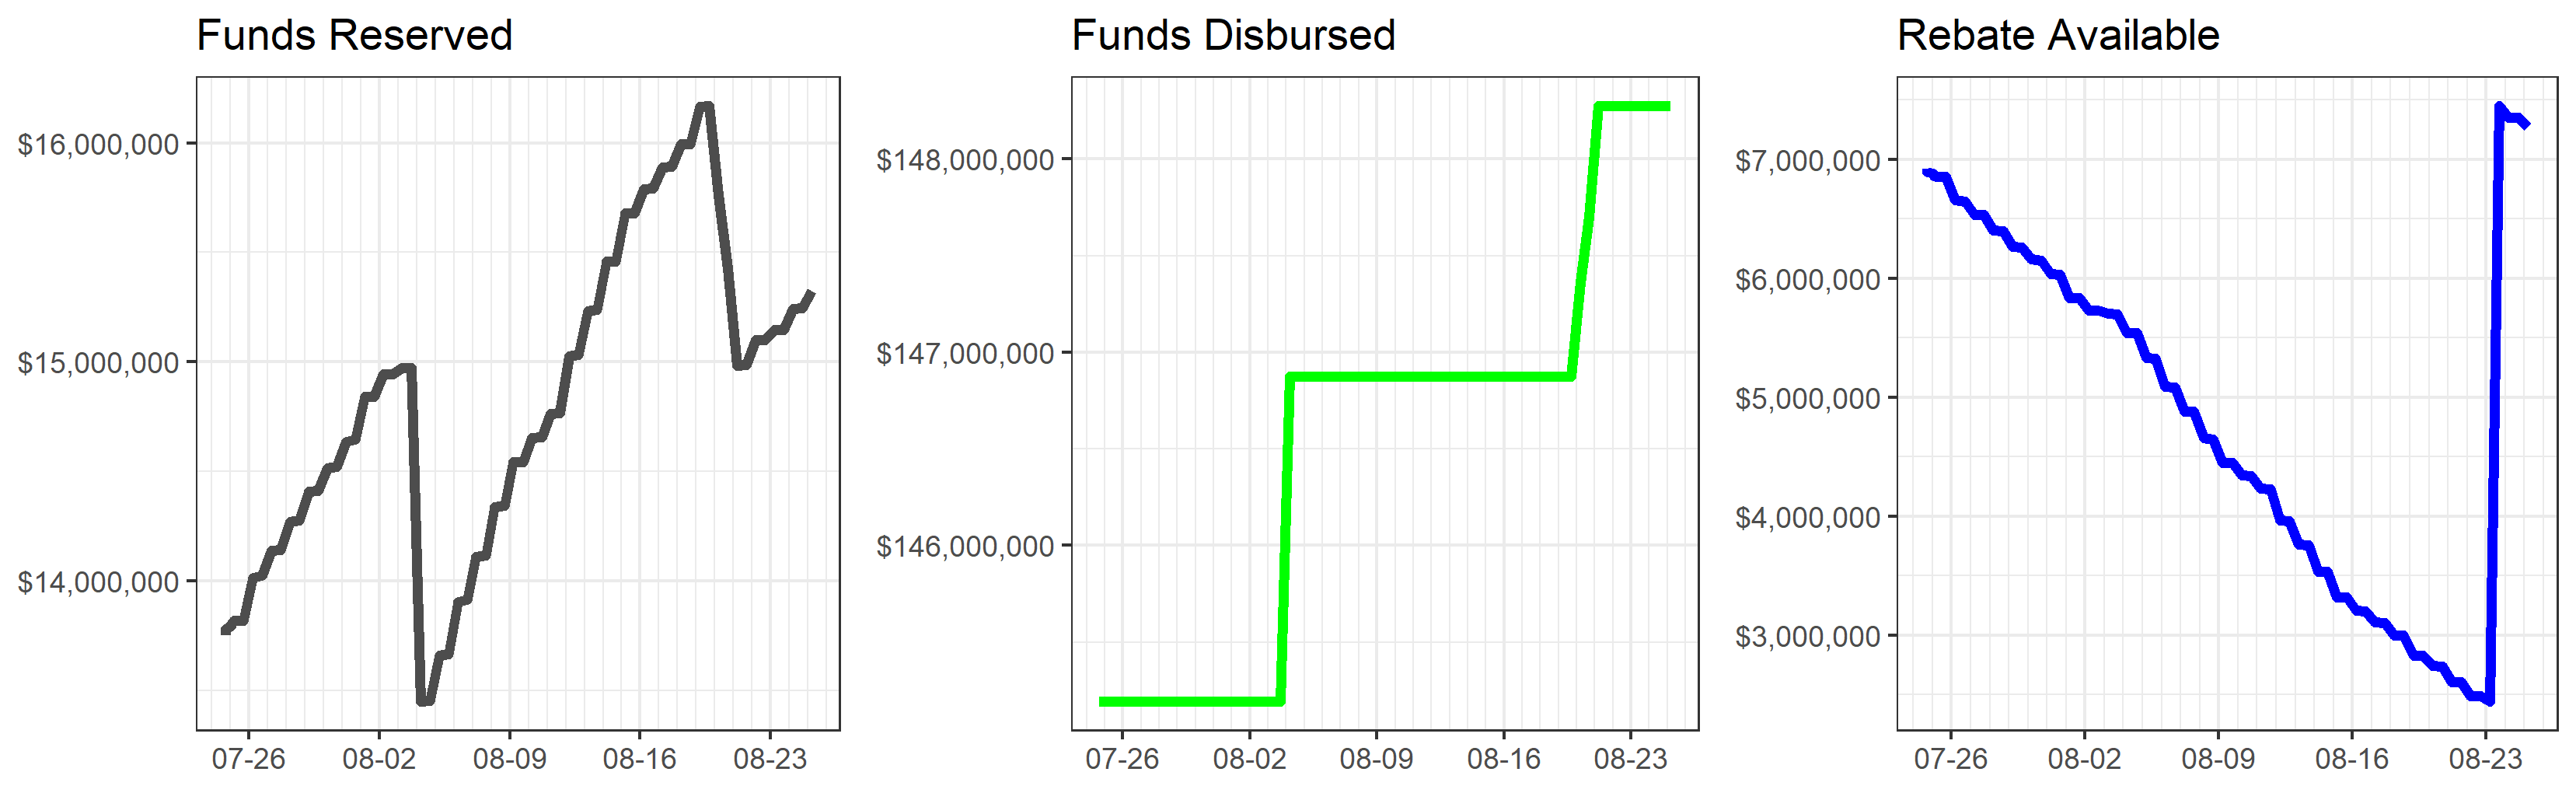 Funds Reserved
$16,000,000
$15,000,000
$14,000,000
07-26 08-02 08-09 08-16 08-23
Funds Disbursed
$148,000,000
$147,000,000
$146,000,000
07-26 08-02 08-09 08-16 08-23
Rebate Available
$7,000,000
$6,000,000
$5,000,000
$4,000,000
$3,000,000
07-26 08-02 08-09 08-16 08-23